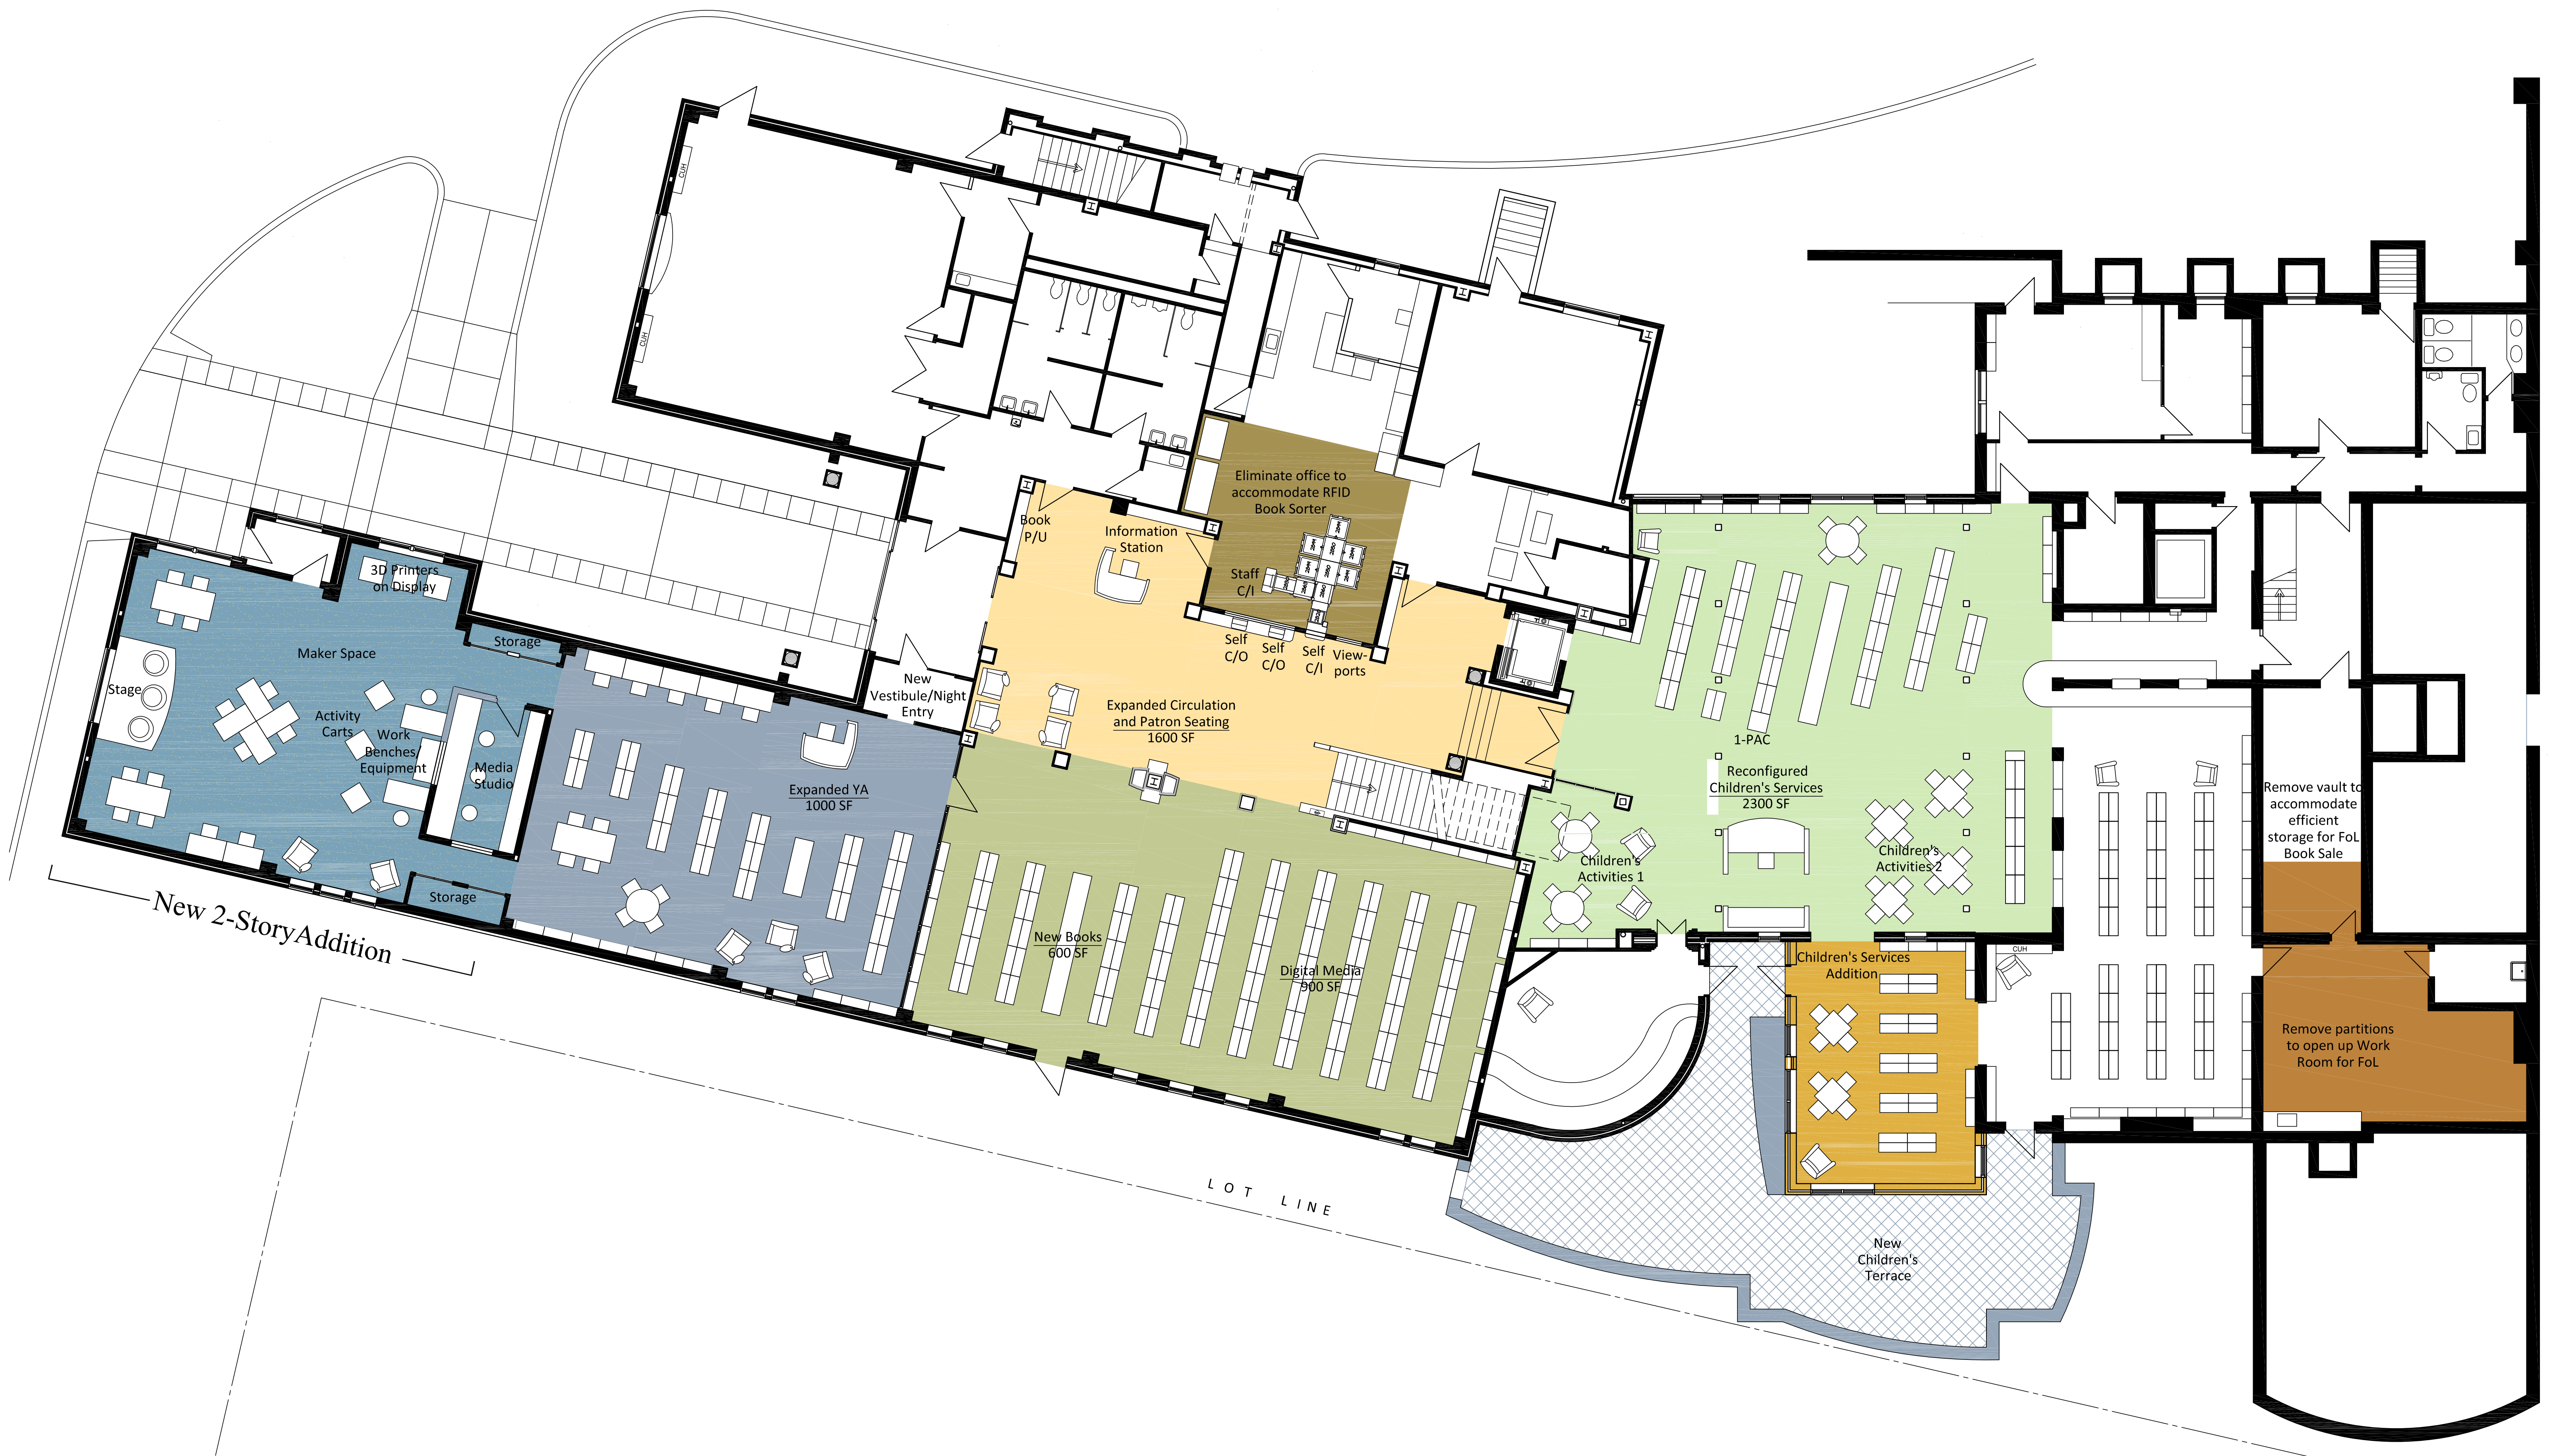 CUH
CUH
Eliminate office to
accommodate RFID
Book Sorter
Book
P/U
Information
Station
Staff
C/I
3D Printers
on Display
Storage
Maker Space
Stage
Activity
Carts
Work
Benches/
Equipment
Media
Studio
Storage
New 2-StoryAddition
Expanded YA
1000 SF
New
Vestibule/Night
Entry
Self
C/O
Self
C/O
Self
C/I
View-
ports
Expanded Circulation
and Patron Seating
1600 SF
New Books
600 SF
Digital Media
900 SF
1-PAC
Reconfigured
Children's Services
2300 SF
Children's
Activities 1
Children's
Activities 2
Children's Services
Addition
CUH
Remove vault to
accommodate
efficient
storage for FoL
Book Sale
Remove partitions
to open up Work
Room for FoL
New
Children's
Terrace
LOT LINE